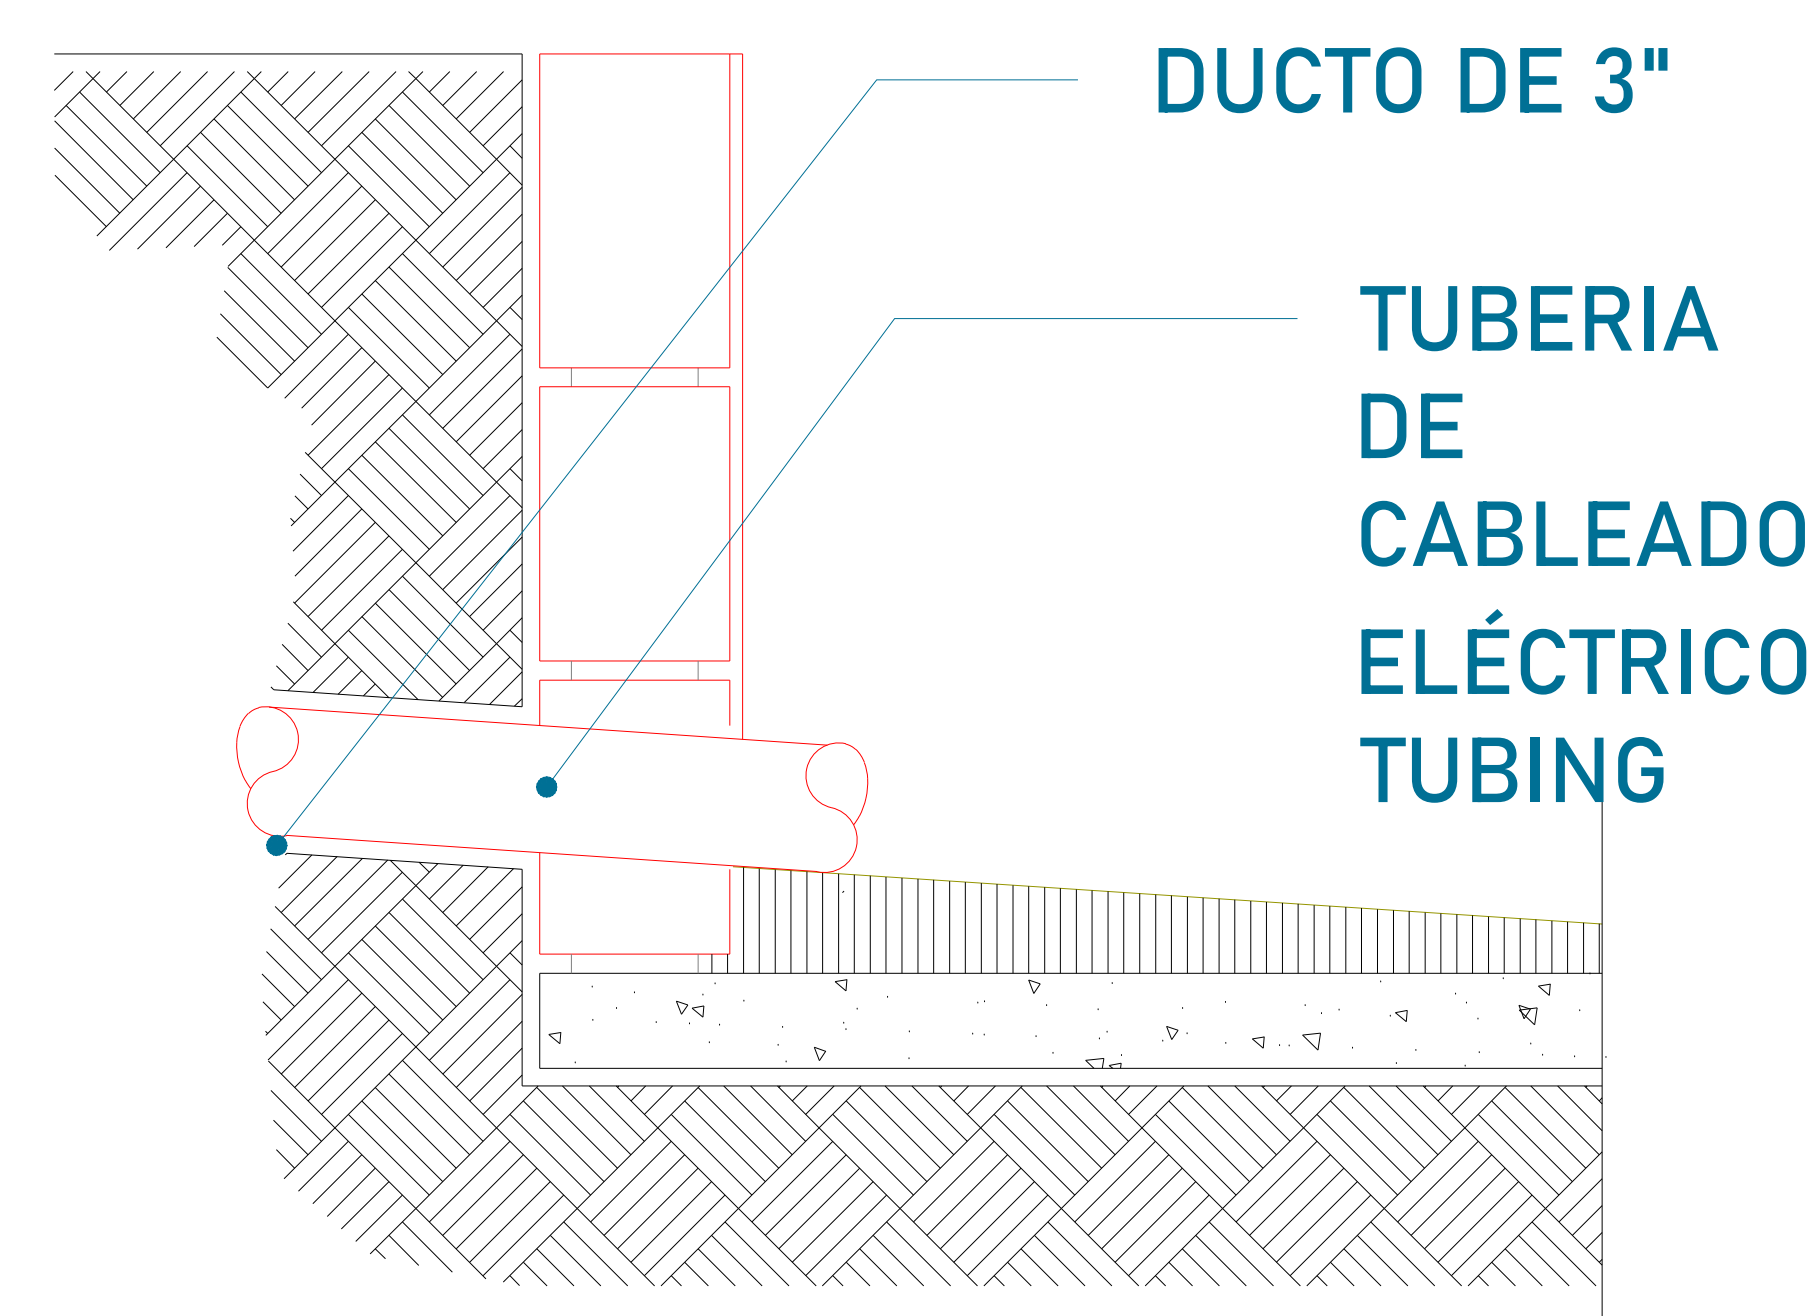 DUCTO DE 3"
TUBERIA
DE
CABLEADO
ELÉCTRICO
TUBING